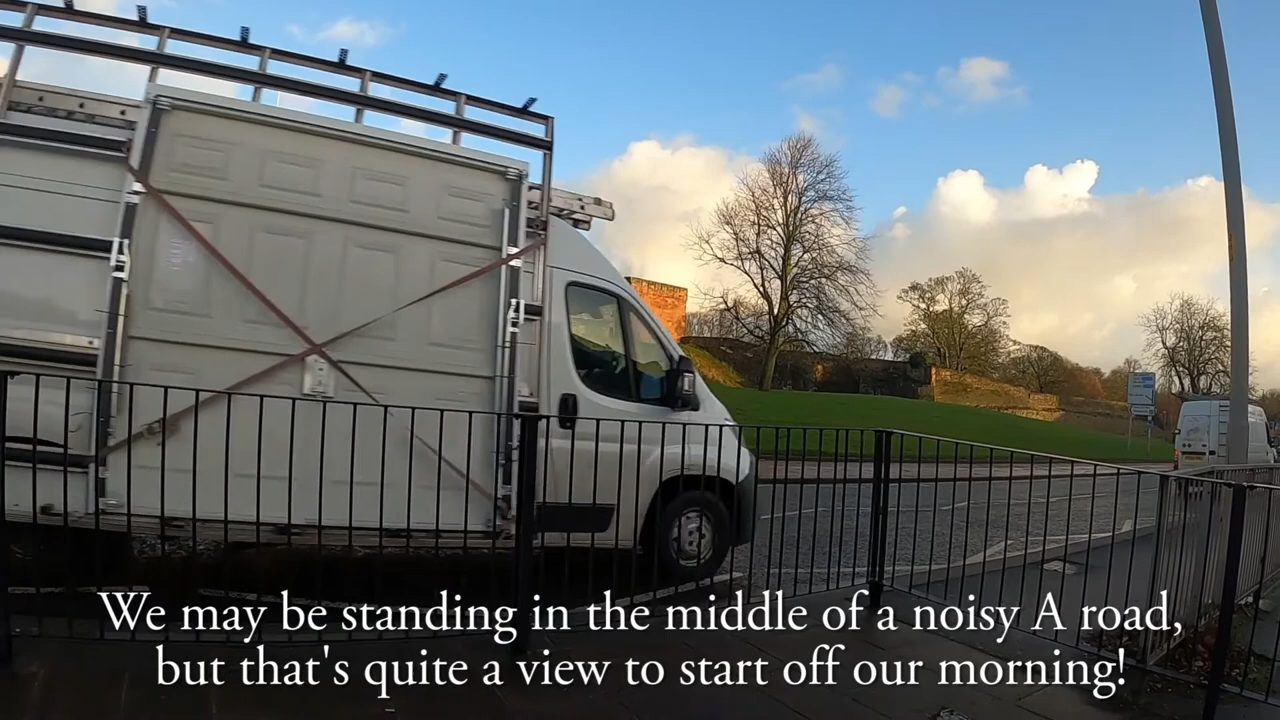 We may be standing in the middle of a noisy A road,
but that's quite a view to start off our morning!